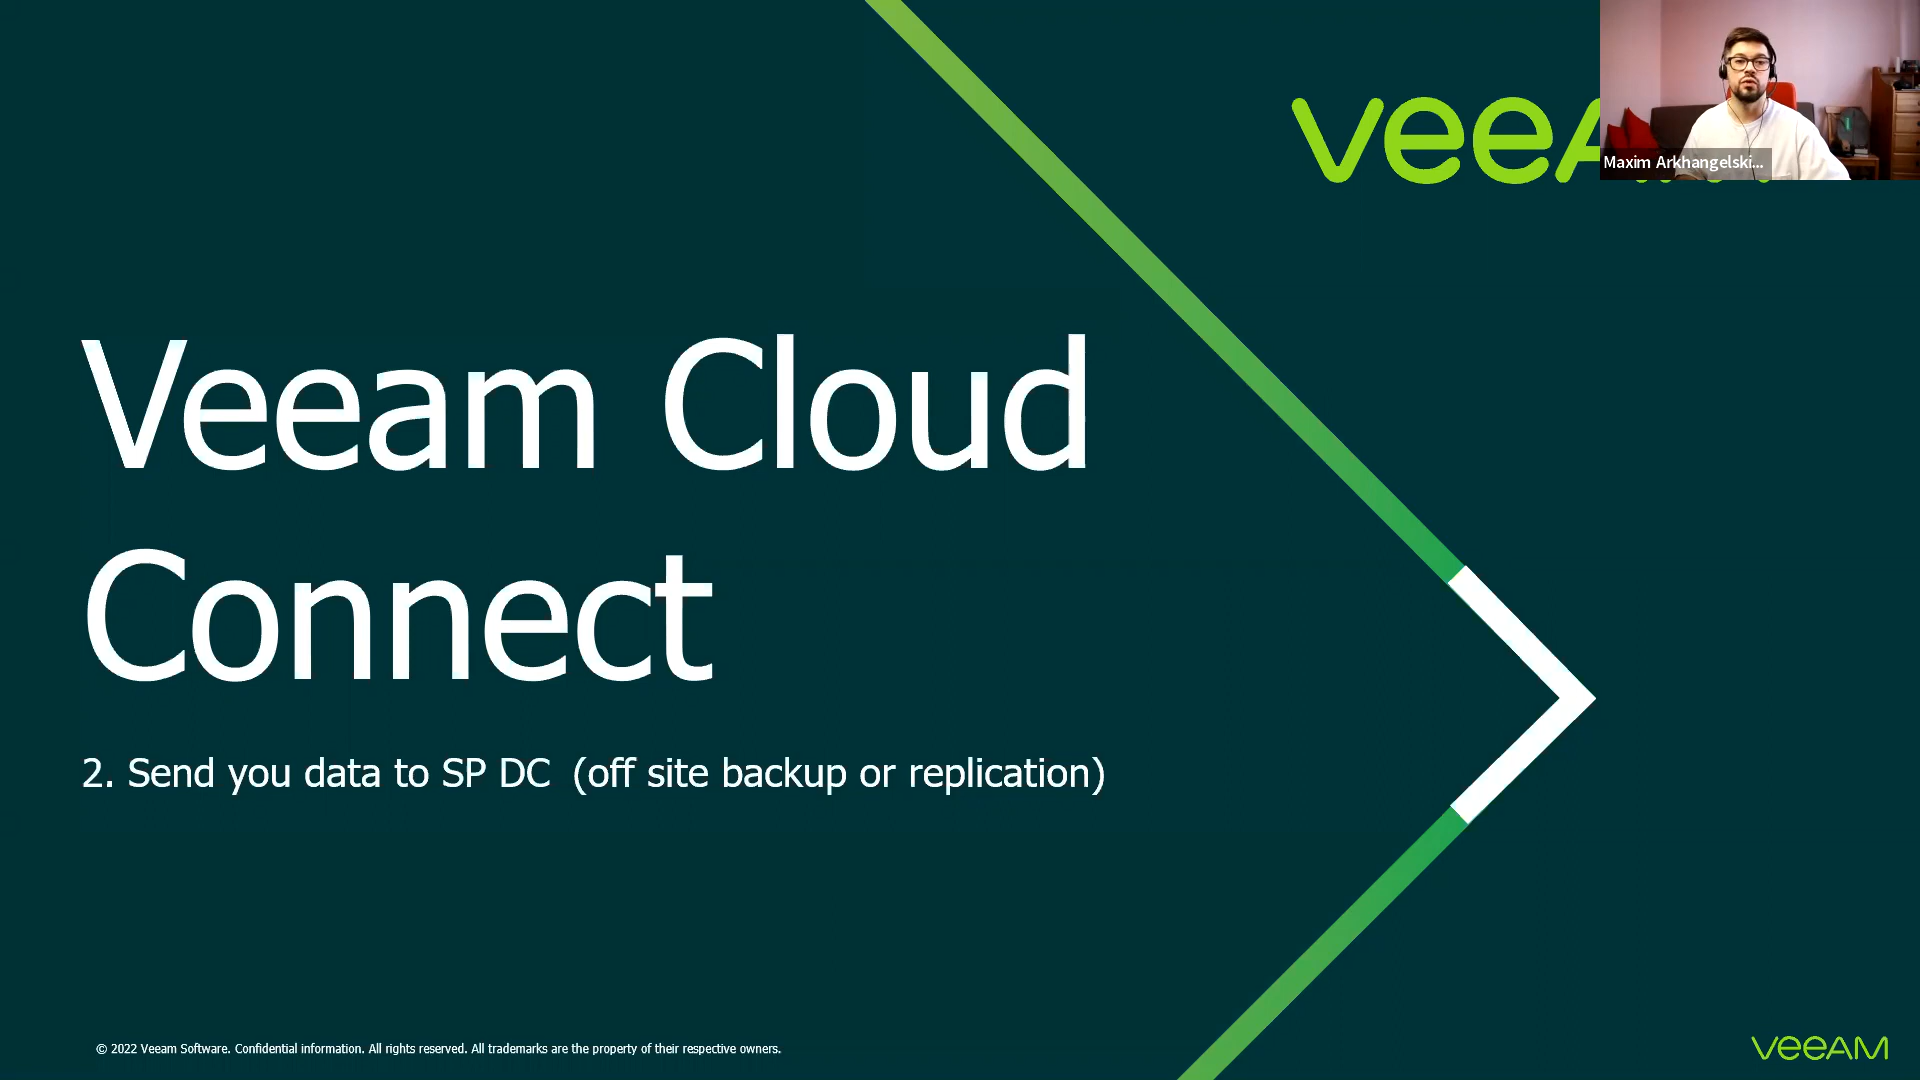 Maxim Arkhangelski...
Veeam Cloud
Connect
2. Send you data to SP DC (off site backup or replication)
© 2022 Veeam Software. Confidential information. All rights reserved. All trademarks are the property of their respective owners.
veeAM